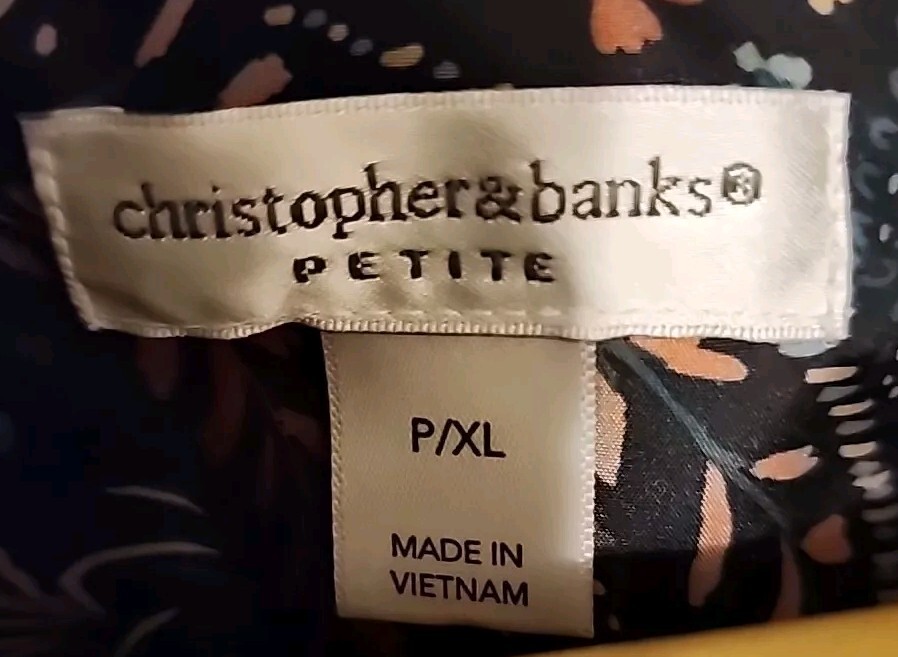 christopher&banks®
PETITE
P/XL
MADE IN
VIETNAM